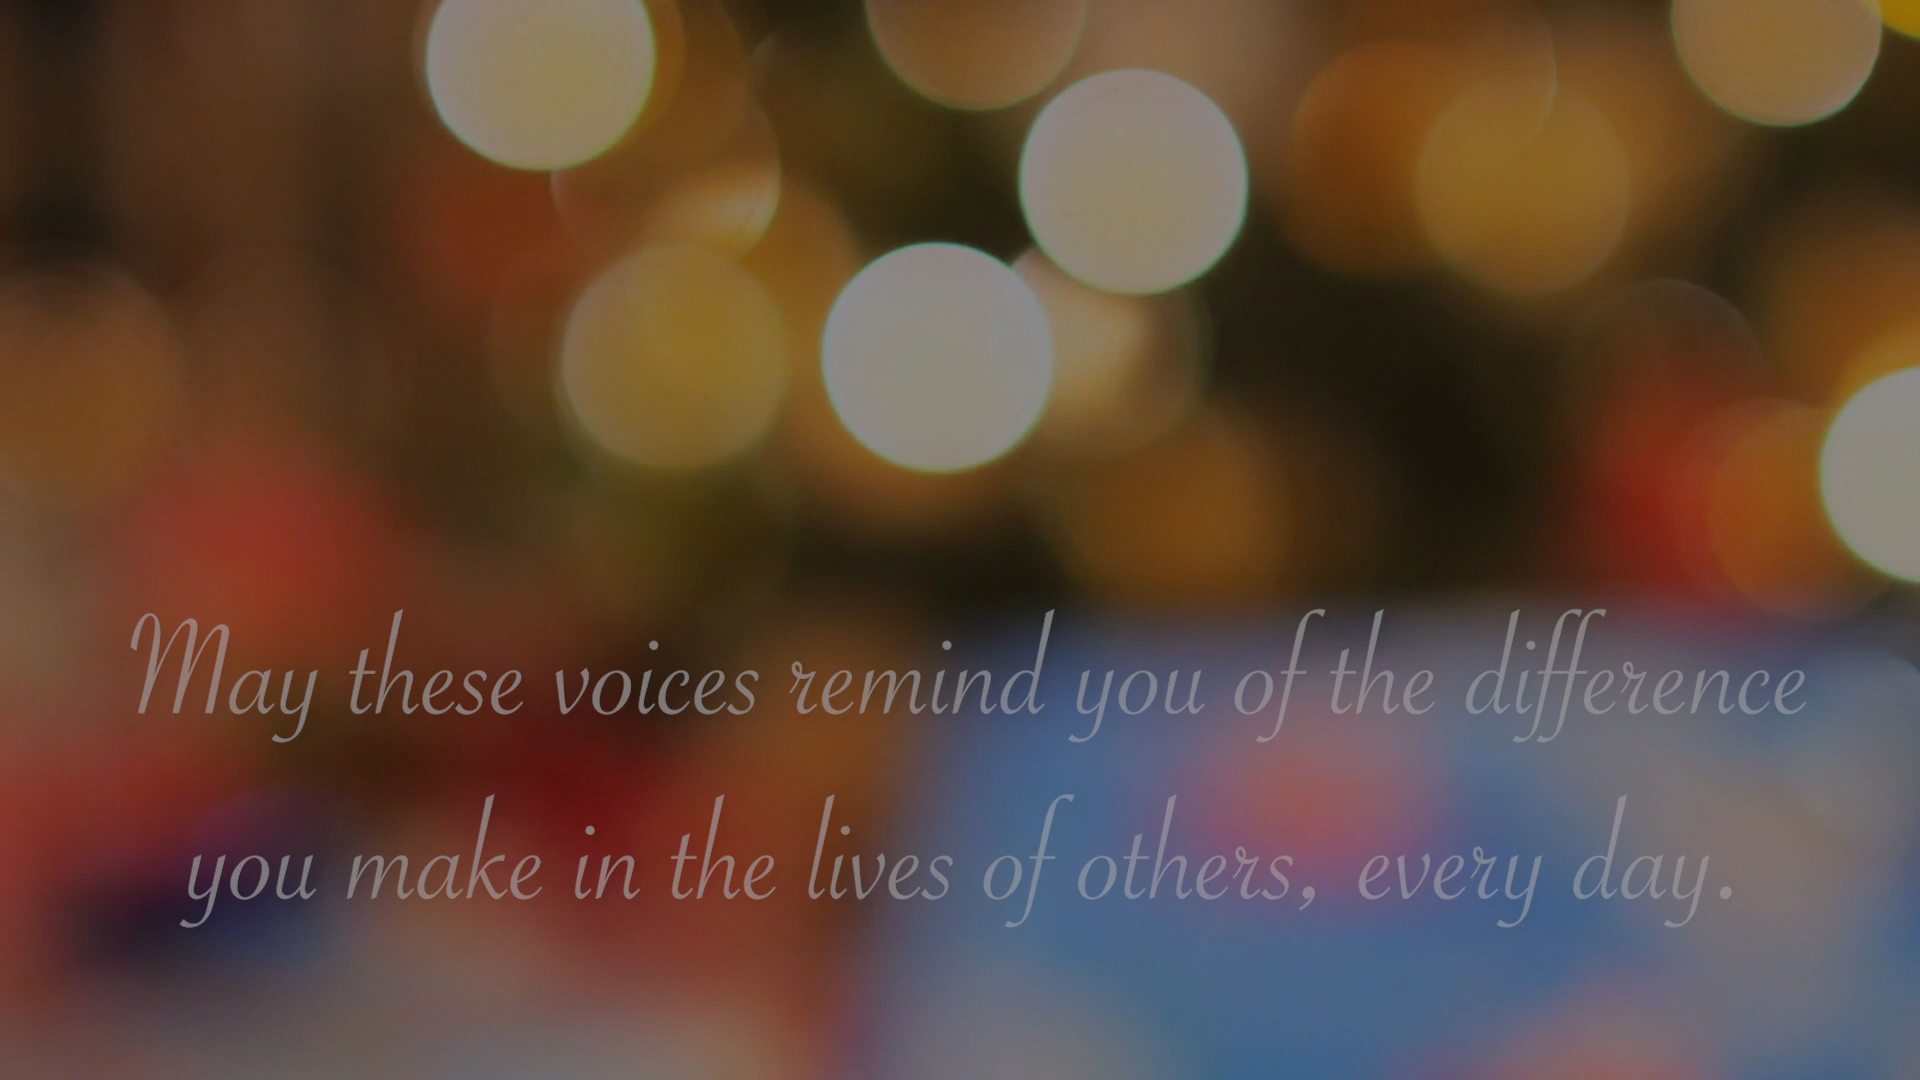 May these voices remind you of the difference
you make in the lives of others, every day.